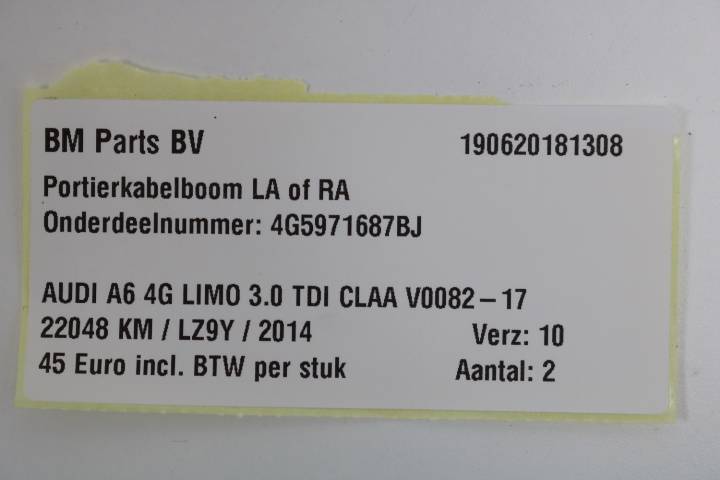 BM Parts BV 190620181308
Portierkabelboom LA of RA
Onderdeelnummer: 4G5971687BJ
AUDI A6 4G LIMO 3.0 TDI CLAA V0082-17
22048 KM / LZ9Y / 2014 Verz: 10
45 Euro incl. BTW per stuk Aantal: 2